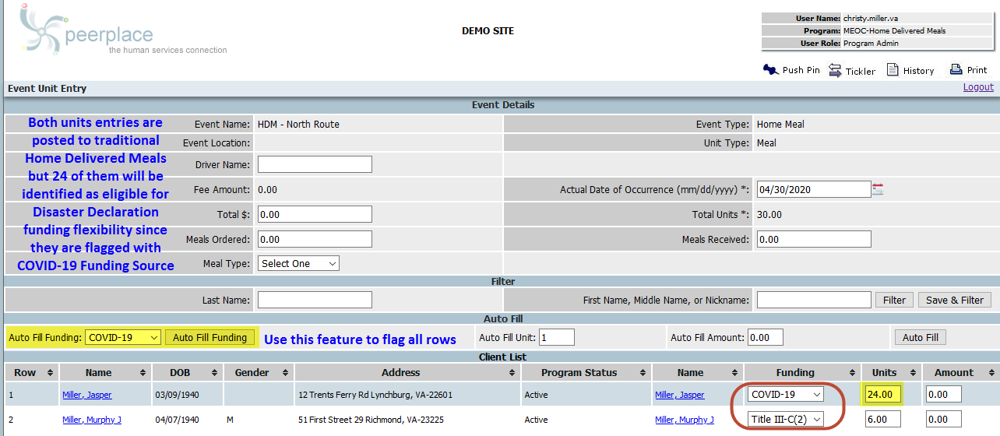 peerplace
the human services connection
DEMO SITE
User Name: christy.miller.va
Program: MEOC-Home Delivered Meals
User Role: Program Admin
Push Pin Tickler History Print
Event Unit Entry Logout
Event Details
Both units entries are
posted to traditional
Home Delivered Meals
but 24 of them will be
identified as eligible for
Disaster Declaration
funding flexibility since
they are flagged with
COVID-19 Funding Source
Event Name: HDM - North Route Event Type: Home Meal
Event Location: Unit Type: Meal
Driver Name:
Fee Amount: 0.00 Actual Date of Occurrence (mm/dd/yyyy) *: 04/30/2020
Total $: 0.00 Total Units *: 30.00
Meals Ordered: 0.00 Meals Received: 0.00
Meal Type: Select One
Filter
Last Name: First Name, Middle Name, or Nickname: Filter Save & Filter
Auto Fill
Auto Fill Funding: COVID-19 Auto Fill Funding Use this feature to flag all rows Auto Fill Unit: 1 Auto Fill Amount: 0.00 Auto Fill
Client List
Row Name DOB Gender Address Program Status Name Funding Units Amount
1 Miller, Jasper 03/09/1940 12 Trents Ferry Rd Lynchburg, VA-22601 Active Miller, Jasper COVID-19 24.00 0.00
2 Miller, Murphy J 04/07/1940 M 51 First Street 29 Richmond, VA-23225 Active Miller, Murphy J Title III-C(2) 6.00 0.00